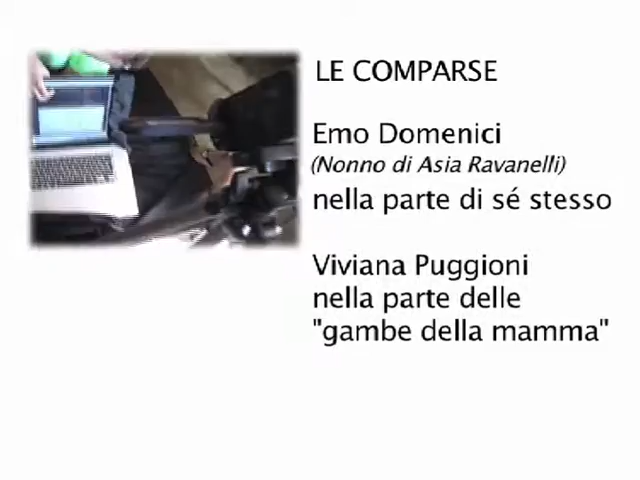 LE COMPARSE
Emo Domenici
(Nonno di Asia Ravanelli)
nella parte di sé stesso
Viviana Puggioni
nella parte delle
"gambe della mamma"